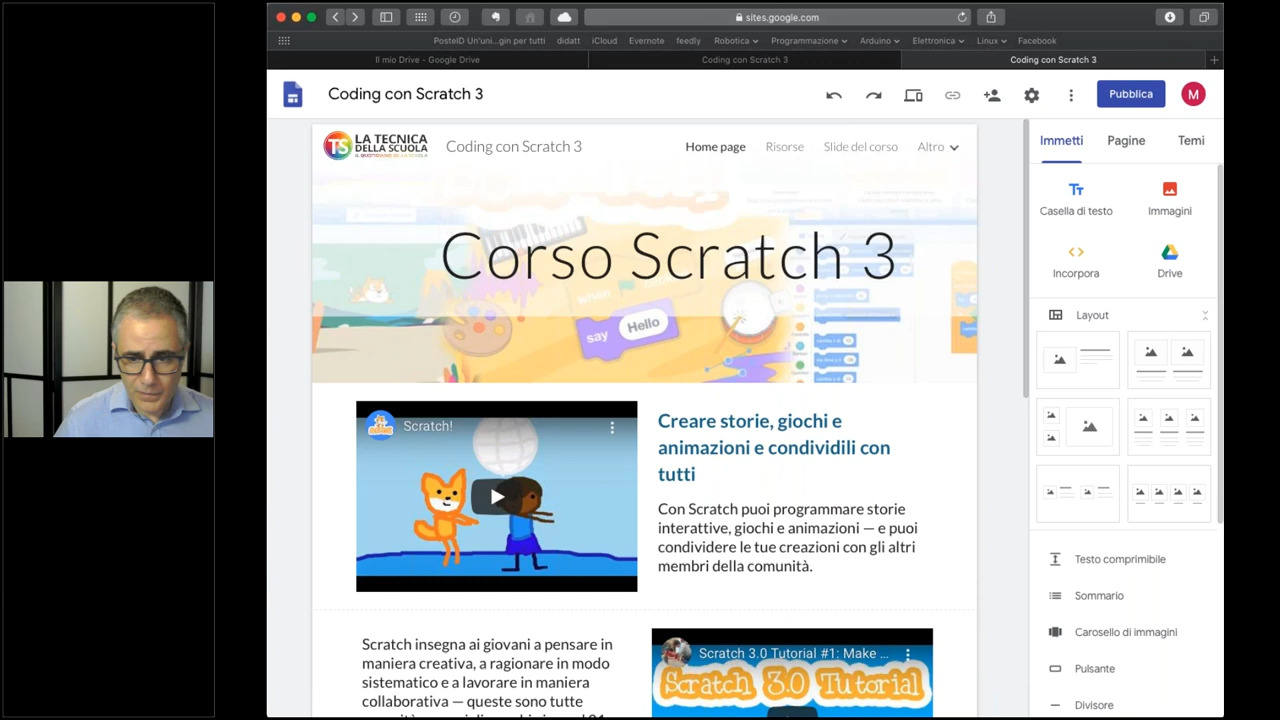 sites.google.com
PosteID Un'uni...gin per tutti didatt iCloud Evernote feedly Robotica Programmazione Arduino Elettronica Linux Facebook
Il mio Drive - Google Drive
Coding con Scratch 3
Coding con Scratch 3
Coding con Scratch 3
Pubblica
M
TS LA TECNICA
DELLA SCUOLA
IL QUOTIDIANO DELLA SCUOLA
Coding con Scratch 3
Home page Risorse Slide del corso Altro
Corso Scratch 3
when
say Hello
Scratch!
Creare storie, giochi e
animazioni e condividili con
tutti
Con Scratch puoi programmare storie
interattive, giochi e animazioni — e puoi
condividere le tue creazioni con gli altri
membri della comunità.
Scratch insegna ai giovani a pensare in
maniera creativa, a ragionare in modo
sistematico e a lavorare in maniera
collaborativa — queste sono tutte
Scratch 3.0 Tutorial #1: Make ...
Scratch 3.0 Tutorial
Immetti Pagine Temi
Casella di testo
Immagini
Incorpora
Drive
Layout
Testo comprimibile
Sommario
Carosello di immagini
Pulsante
Divisore